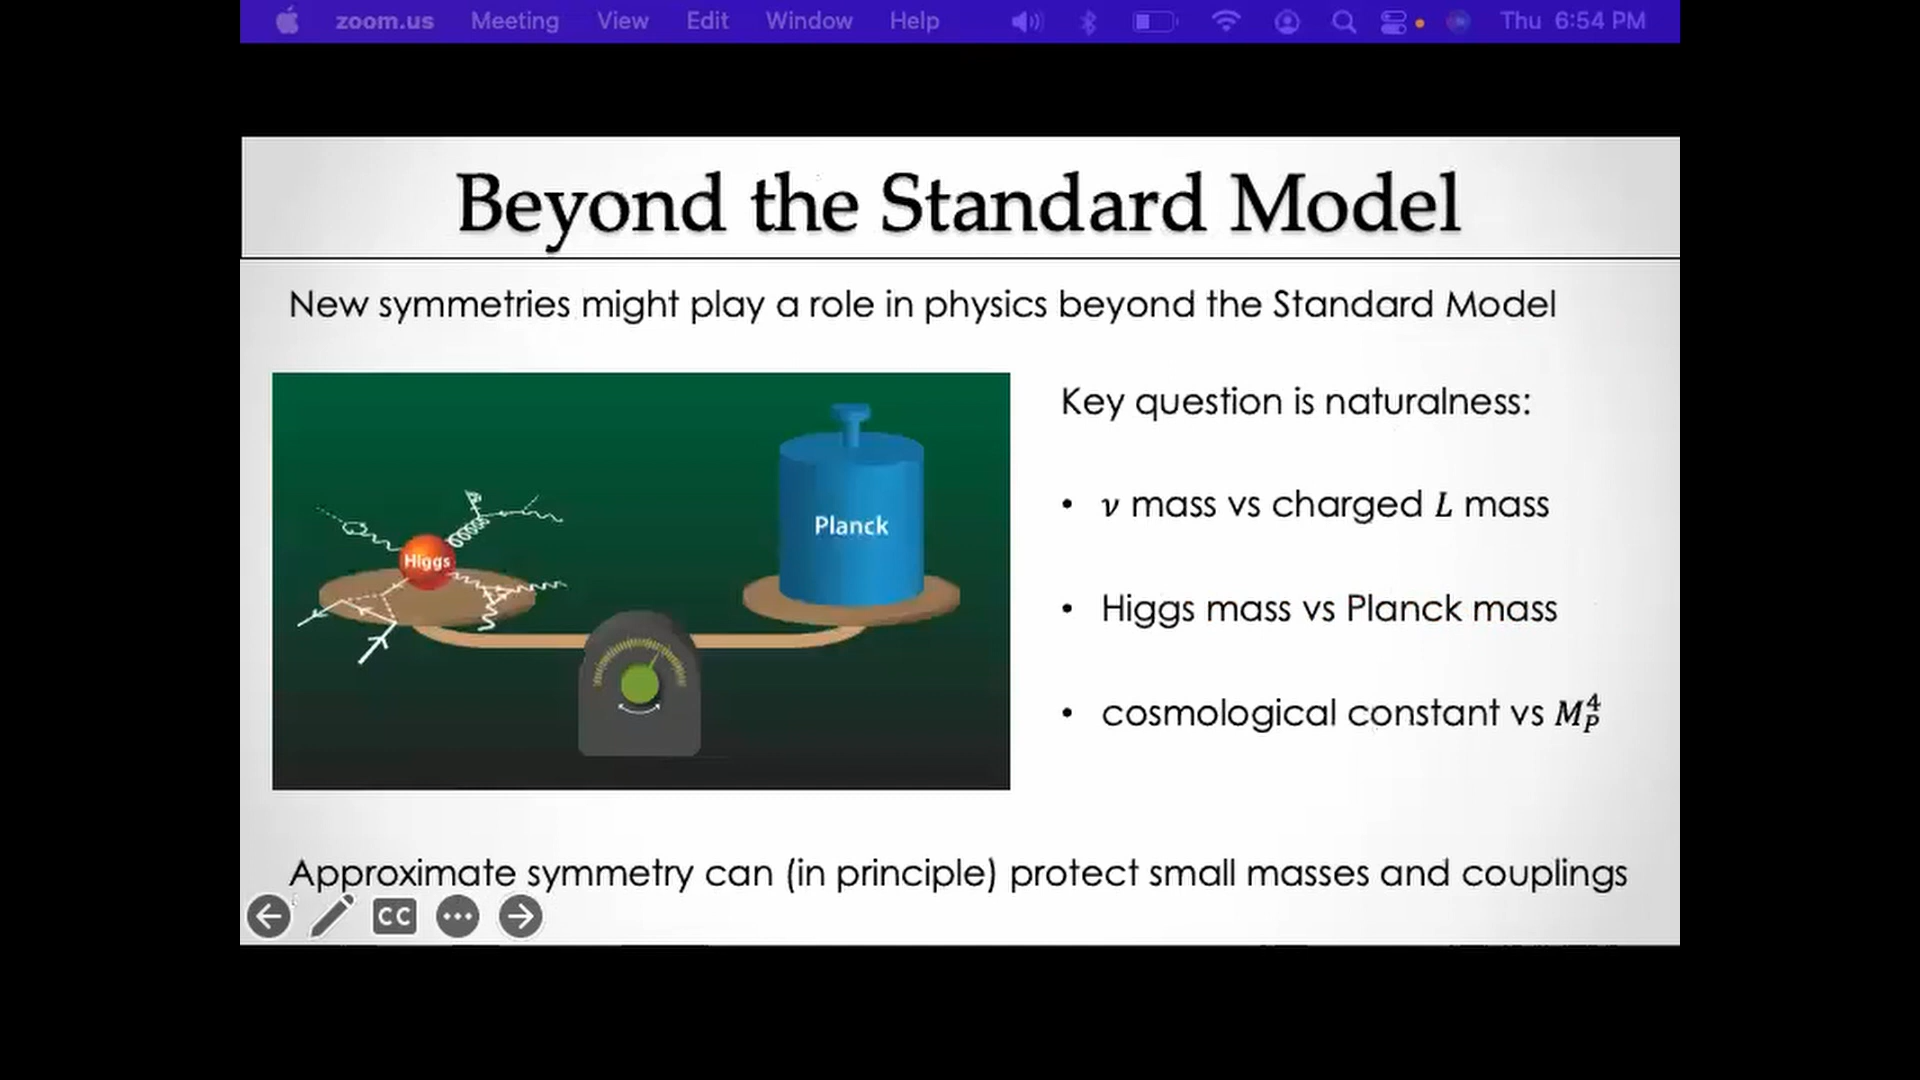 zoom.us Meeting View Edit Window Help Thu 6:54 PM
Beyond the Standard Model
New symmetries might play a role in physics beyond the Standard Model
Key question is naturalness:
Planck
Higgs
• ν mass vs charged L mass
• Higgs mass vs Planck mass
• cosmological constant vs M_P^4
Approximate symmetry can (in principle) protect small masses and couplings
CC